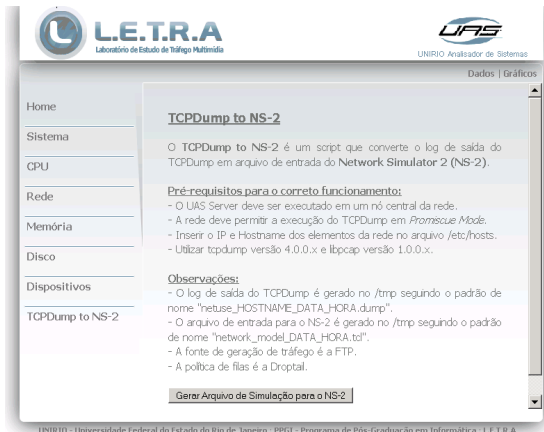 L.E.T.R.A
Laboratório de Estudo de Tráfego Multimídia
UAS
UNIRIO Analisador de Sistemas
Dados | Gráficos
Home
Sistema
CPU
Rede
Memória
Disco
Dispositivos
TCPDump to NS-2
TCPDump to NS-2
O TCPDump to NS-2 é um script que converte o log de saída do
TCPDump em arquivo de entrada do Network Simulator 2 (NS-2).
Pré-requisitos para o correto funcionamento:
- O UAS Server deve ser executado em um nó central da rede.
- A rede deve permitir a execução do TCPDump em Promiscue Mode.
- Inserir o IP e Hostname dos elementos da rede no arquivo /etc/hosts.
- Utilizar tcpdump versão 4.0.0.x e libpcap versão 1.0.0.x.
Observações:
- O log de saída do TCPDump é gerado no /tmp seguindo o padrão de
nome "netuse_HOSTNAME_DATA_HORA.dump".
- O arquivo de entrada para o NS-2 é gerado no /tmp seguindo o padrão
de nome "network_model_DATA_HORA.tcl".
- A fonte de geração de tráfego é a FTP.
- A política de filas é a Droptail.
Gerar Arquivo de Simulação para o NS-2
UNIRIO - Universidade Federal do Estado do Rio de Janeiro : PPGI - Programa de Pós-Graduação em Informática : L.E.T.R.A